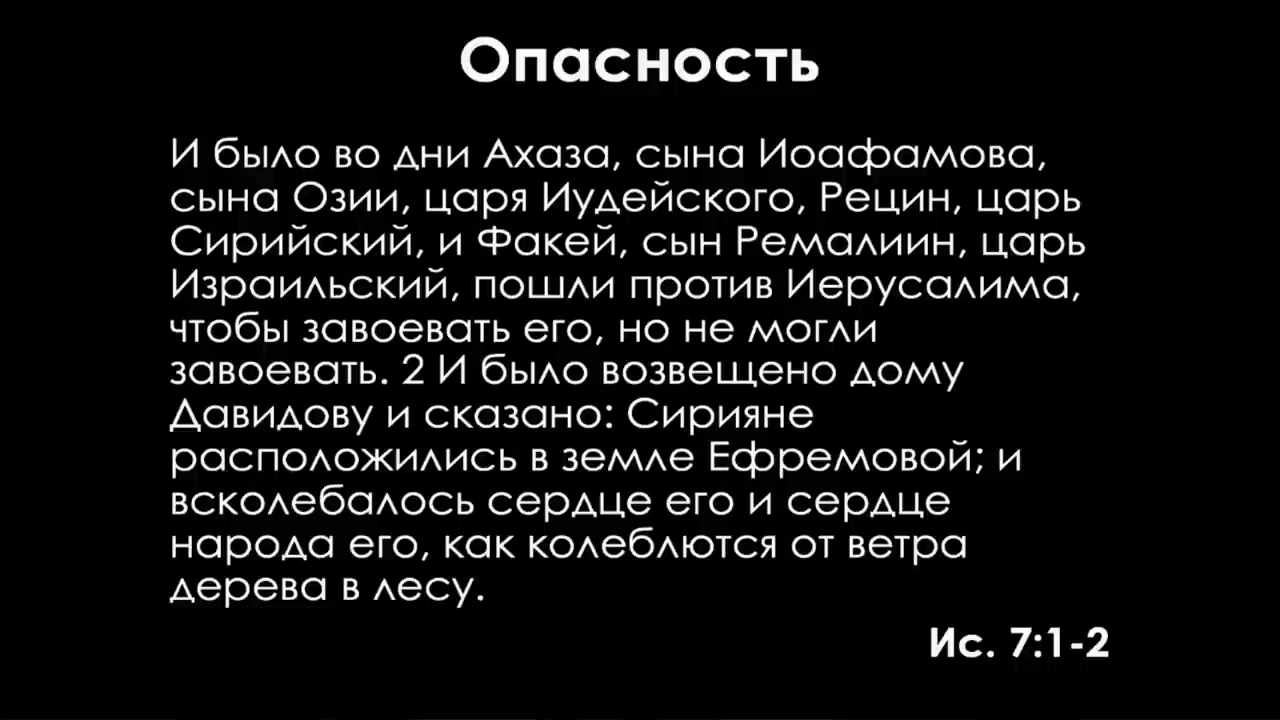 Опасность
И было во дни Ахаза, сына Иоафамова,
сына Озии, царя Иудейского, Рецин, царь
Сирийский, и Факей, сын Ремалиин, царь
Израильский, пошли против Иерусалима,
чтобы завоевать его, но не могли
завоевать. 2 И было возвещено дому
Давидову и сказано: Сирияне
расположились в земле Ефремовой; и
всколебалось сердце его и сердце
народа его, как колеблются от ветра
дерева в лесу.
Ис. 7:1-2